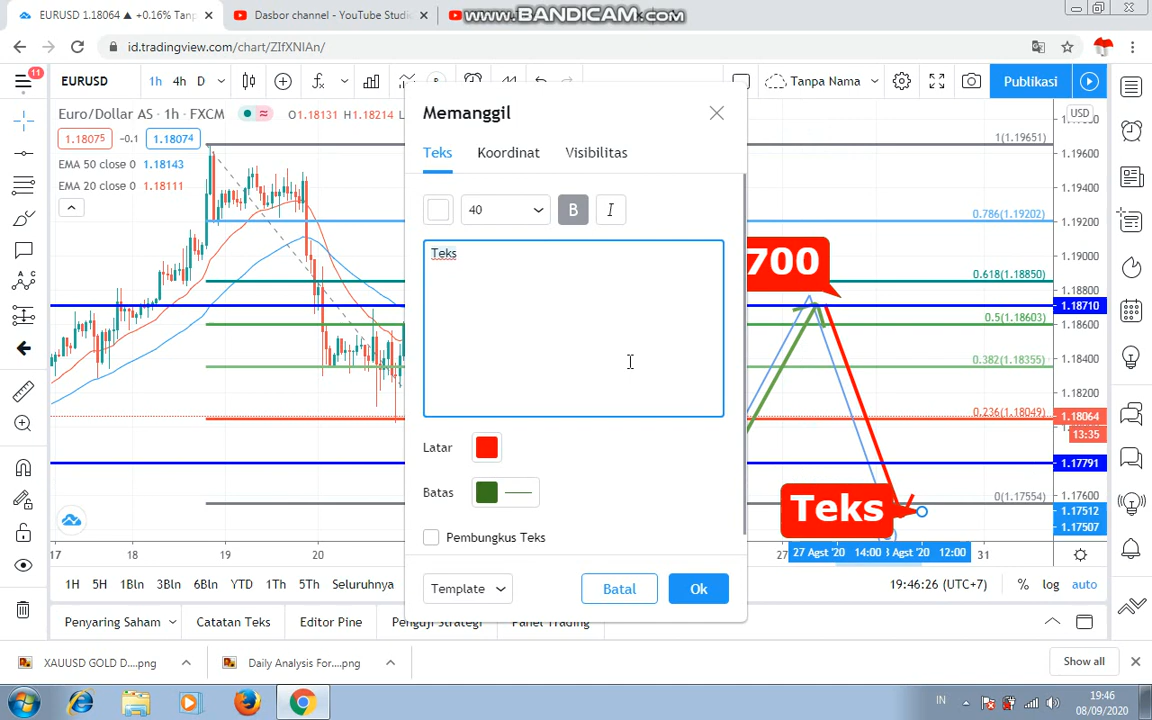 EURUSD 1.18064 ▲ +0.16% Tanp
Dasbor channel - YouTube Studi
www.BANDICAM.com
id.tradingview.com/chart/ZIfXNIAn/
11
EURUSD
1h
4h
D
Tanpa Nama
Publikasi
Euro/Dollar AS · 1h · FXCM
O1.18131 H1.18214 L
1.18075
-0.1
1.18074
EMA 50 close 0 1.18143
EMA 20 close 0 1.18111
Memanggil
Teks
Koordinat
Visibilitas
40
B
I
Teks
Latar
Batas
Pembungkus Teks
Template
Batal
Ok
700
Teks
USD
1(1.19651)
0.786(1.19202)
0.618(1.18850)
0.5(1.18603)
0.382(1.18355)
0.236(1.18049)
0(1.17554)
1.19600
1.19400
1.19200
1.19000
1.18800
1.18710
1.18600
1.18400
1.18200
1.18064
13:35
1.17791
1.17600
1.17512
1.17507
17
18
19
20
27
27 Agst '20 14:00
Agst '20 12:00
31
1H
5H
1Bln
3Bln
6Bln
YTD
1Th
5Th
Seluruhnya
19:46:26 (UTC+7)
%
log
auto
Penyaring Saham
Catatan Teks
Editor Pine
Penguji Strategi
Panel Trading
XAUUSD GOLD D....png
Daily Analysis For....png
Show all
IN
19:46
08/09/2020